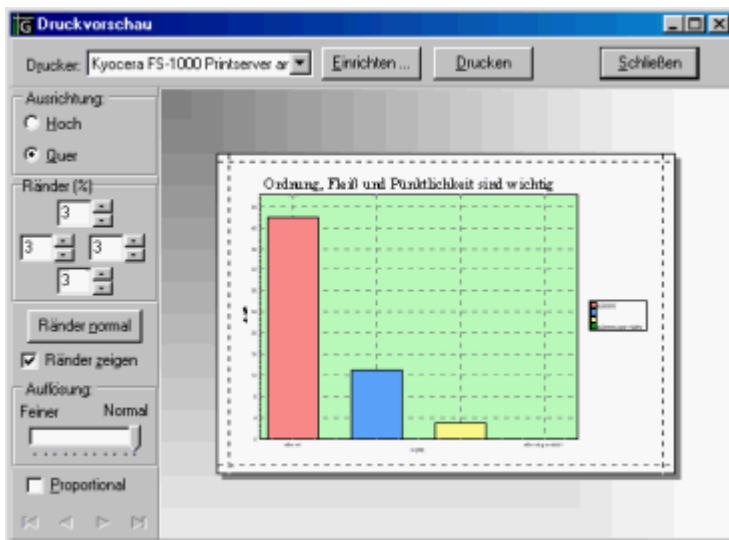 Druckvorschau
Drucker: Kyocera FS-1000 Printserver ar
Einrichten ...
Drucken
Schließen
Ausrichtung:
Hoch
Quer
Ränder (%)
3
3 3
3
Ränder normal
Ränder zeigen
Auflösung:
Feiner Normal
Proportional
Ordnung, Fleiß und Pünktlichkeit sind wichtig